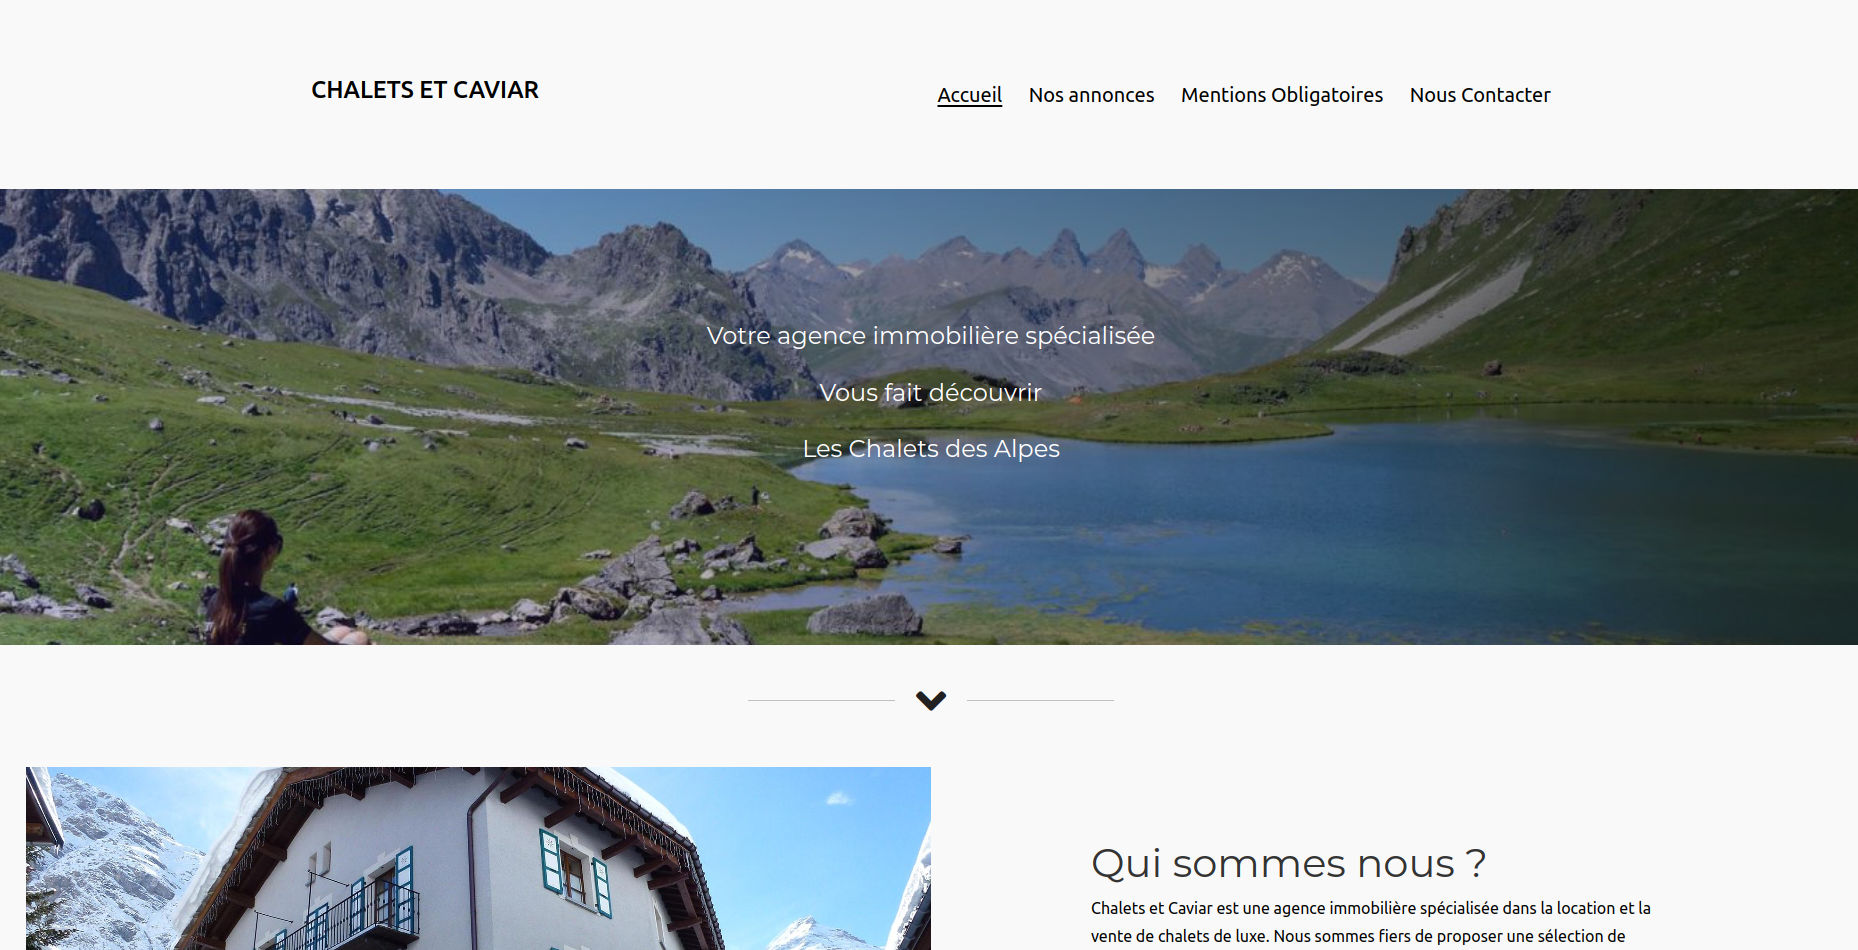 CHALETS ET CAVIAR
Accueil Nos annonces Mentions Obligatoires Nous Contacter
Votre agence immobilière spécialisée
Vous fait découvrir
Les Chalets des Alpes
Qui sommes nous ?
Chalets et Caviar est une agence immobilière spécialisée dans la location et la
vente de chalets de luxe. Nous sommes fiers de proposer une sélection de